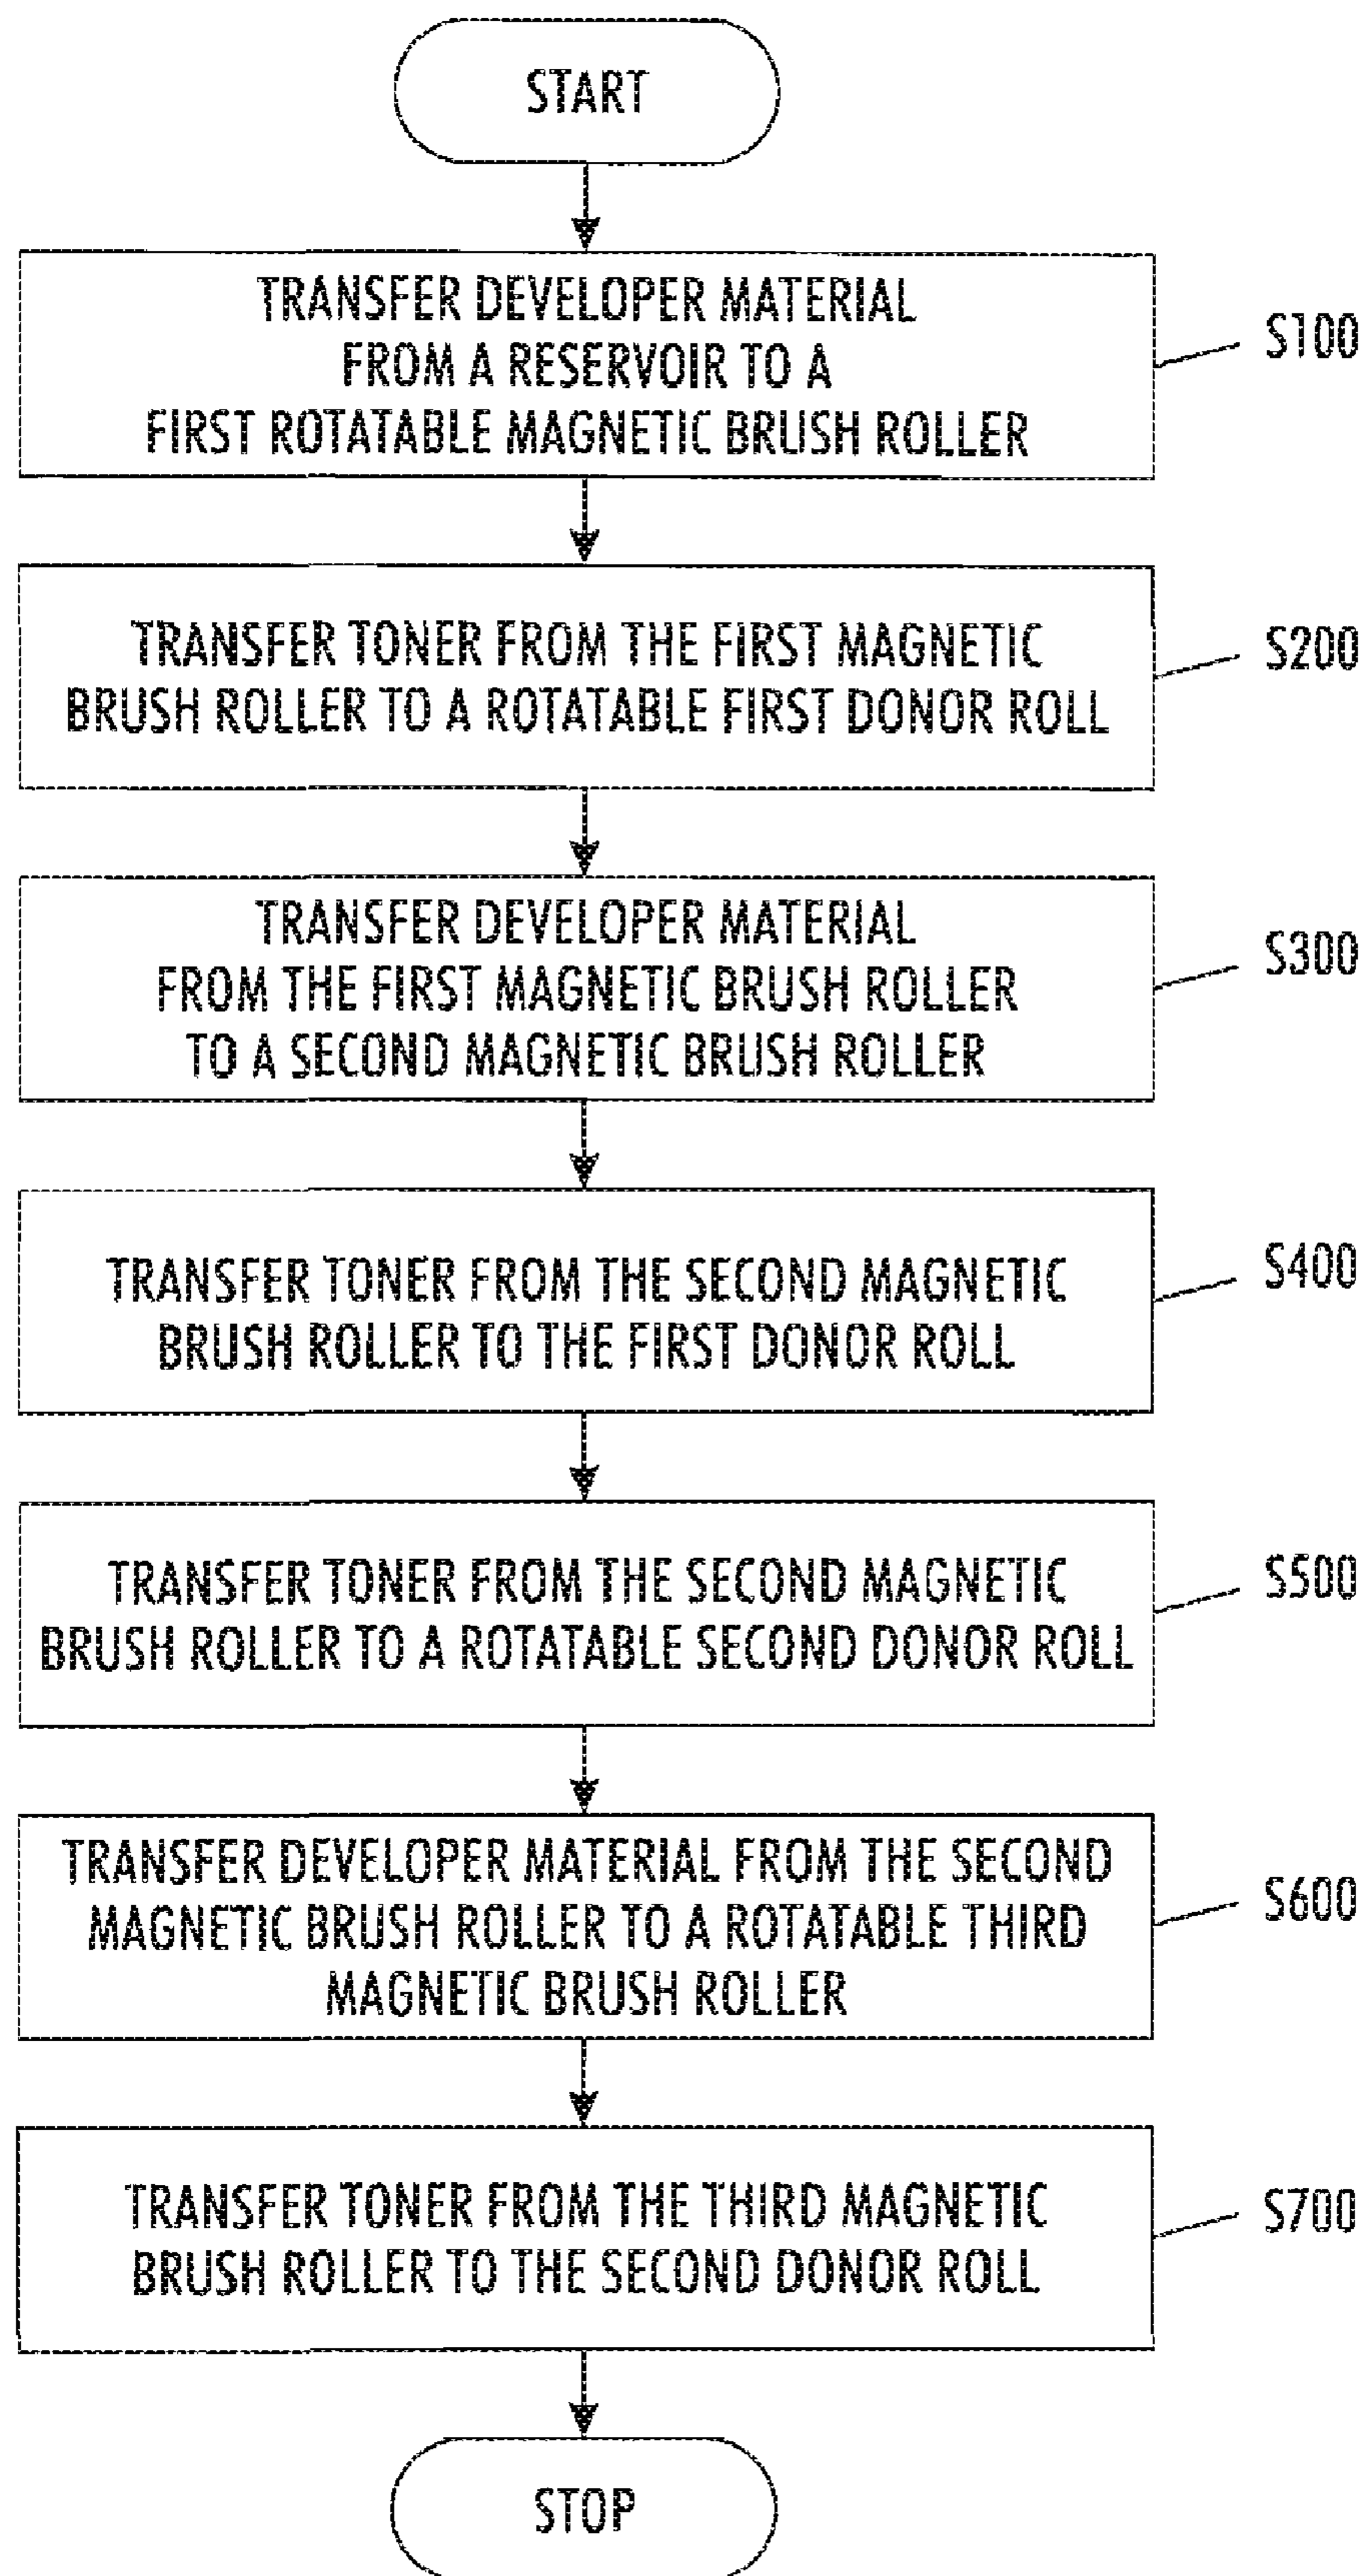 START
TRANSFER DEVELOPER MATERIAL
FROM A RESERVOIR TO A
FIRST ROTATABLE MAGNETIC BRUSH ROLLER
S100
TRANSFER TONER FROM THE FIRST MAGNETIC
BRUSH ROLLER TO A ROTATABLE FIRST DONOR ROLL
S200
TRANSFER DEVELOPER MATERIAL
FROM THE FIRST MAGNETIC BRUSH ROLLER
TO A SECOND MAGNETIC BRUSH ROLLER
S300
TRANSFER TONER FROM THE SECOND MAGNETIC
BRUSH ROLLER TO THE FIRST DONOR ROLL
S400
TRANSFER TONER FROM THE SECOND MAGNETIC
BRUSH ROLLER TO A ROTATABLE SECOND DONOR ROLL
S500
TRANSFER DEVELOPER MATERIAL FROM THE SECOND
MAGNETIC BRUSH ROLLER TO A ROTATABLE THIRD
MAGNETIC BRUSH ROLLER
S600
TRANSFER TONER FROM THE THIRD MAGNETIC
BRUSH ROLLER TO THE SECOND DONOR ROLL
S700
STOP